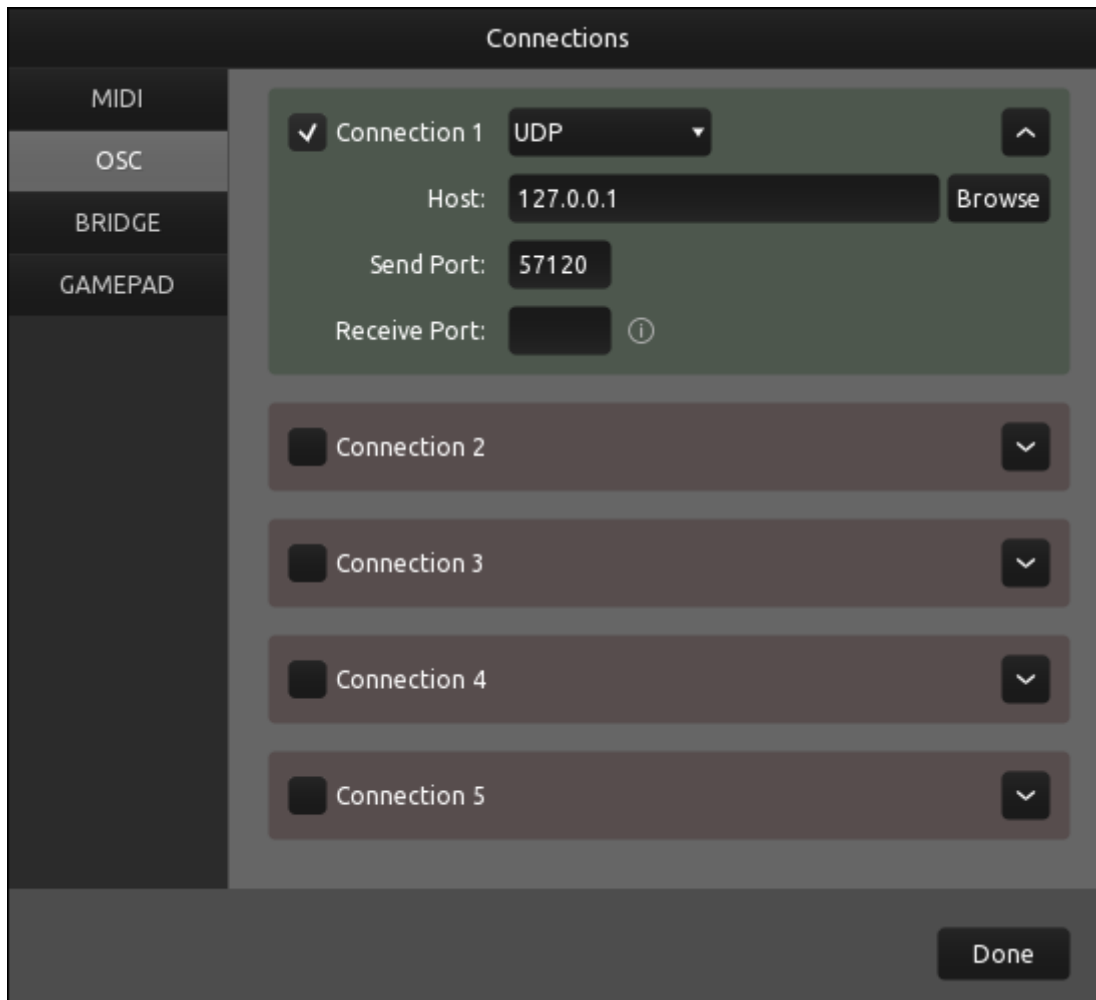 Connections
MIDI
OSC
BRIDGE
GAMEPAD
Connection 1 UDP
Host: 127.0.0.1 Browse
Send Port: 57120
Receive Port:
Connection 2
Connection 3
Connection 4
Connection 5
Done